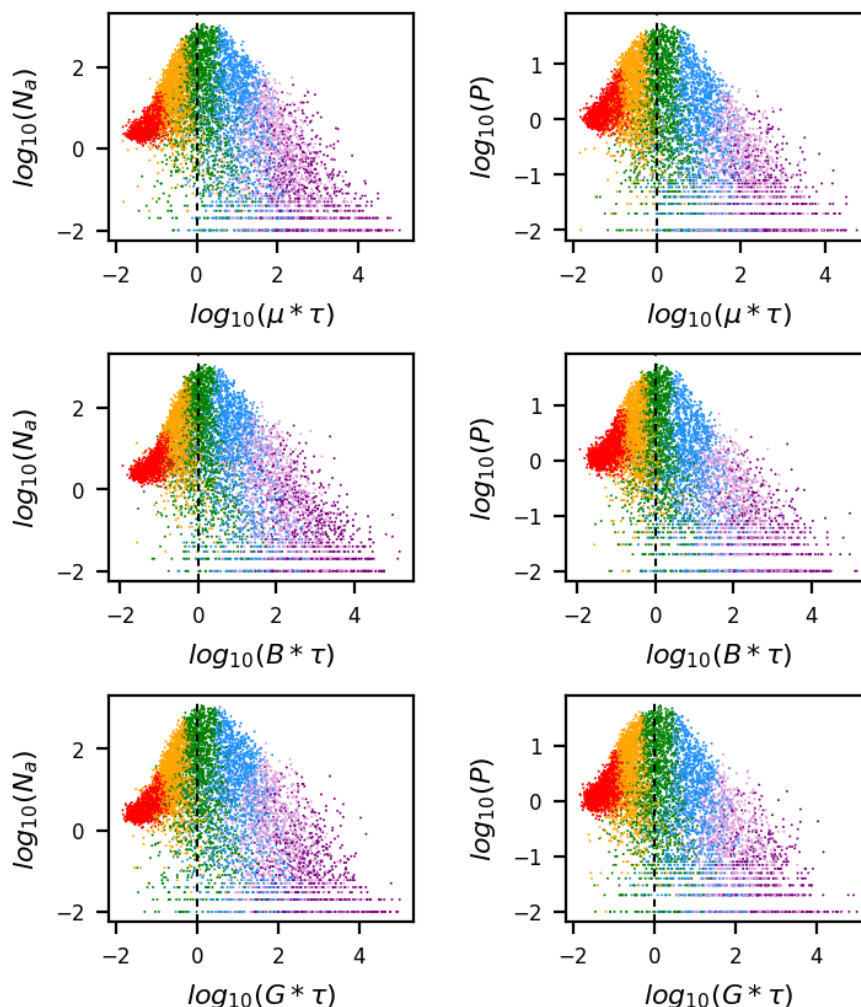 log₁₀(Nₐ)
2
0
−2
−2 0 2 4
log₁₀(μ * τ)
log₁₀(P)
1
0
−1
−2
−2 0 2 4
log₁₀(μ * τ)
log₁₀(Nₐ)
2
0
−2
−2 0 2 4
log₁₀(B * τ)
log₁₀(P)
1
0
−1
−2
−2 0 2 4
log₁₀(B * τ)
log₁₀(Nₐ)
2
0
−2
−2 0 2 4
log₁₀(G * τ)
log₁₀(P)
1
0
−1
−2
−2 0 2 4
log₁₀(G * τ)